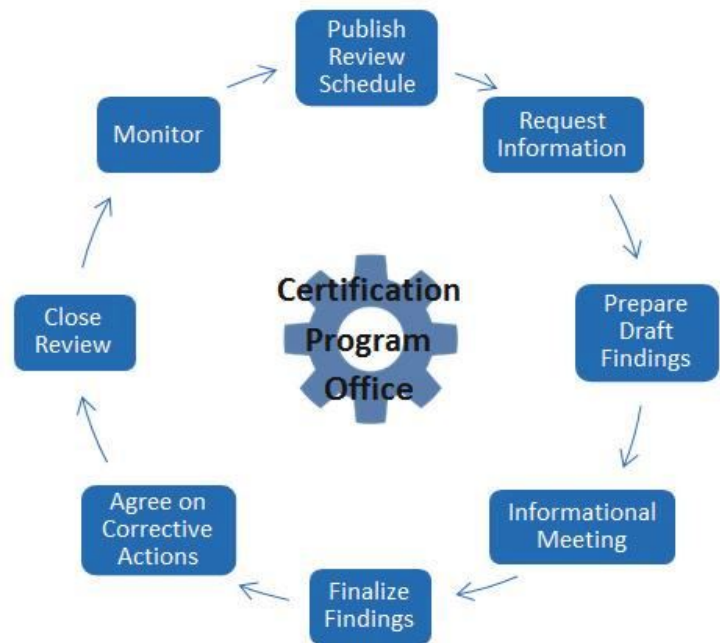 Publish
Review
Schedule
Request
Information
Prepare
Draft
Findings
Informational
Meeting
Finalize
Findings
Agree on
Corrective
Actions
Close
Review
Monitor
Certification
Program
Office